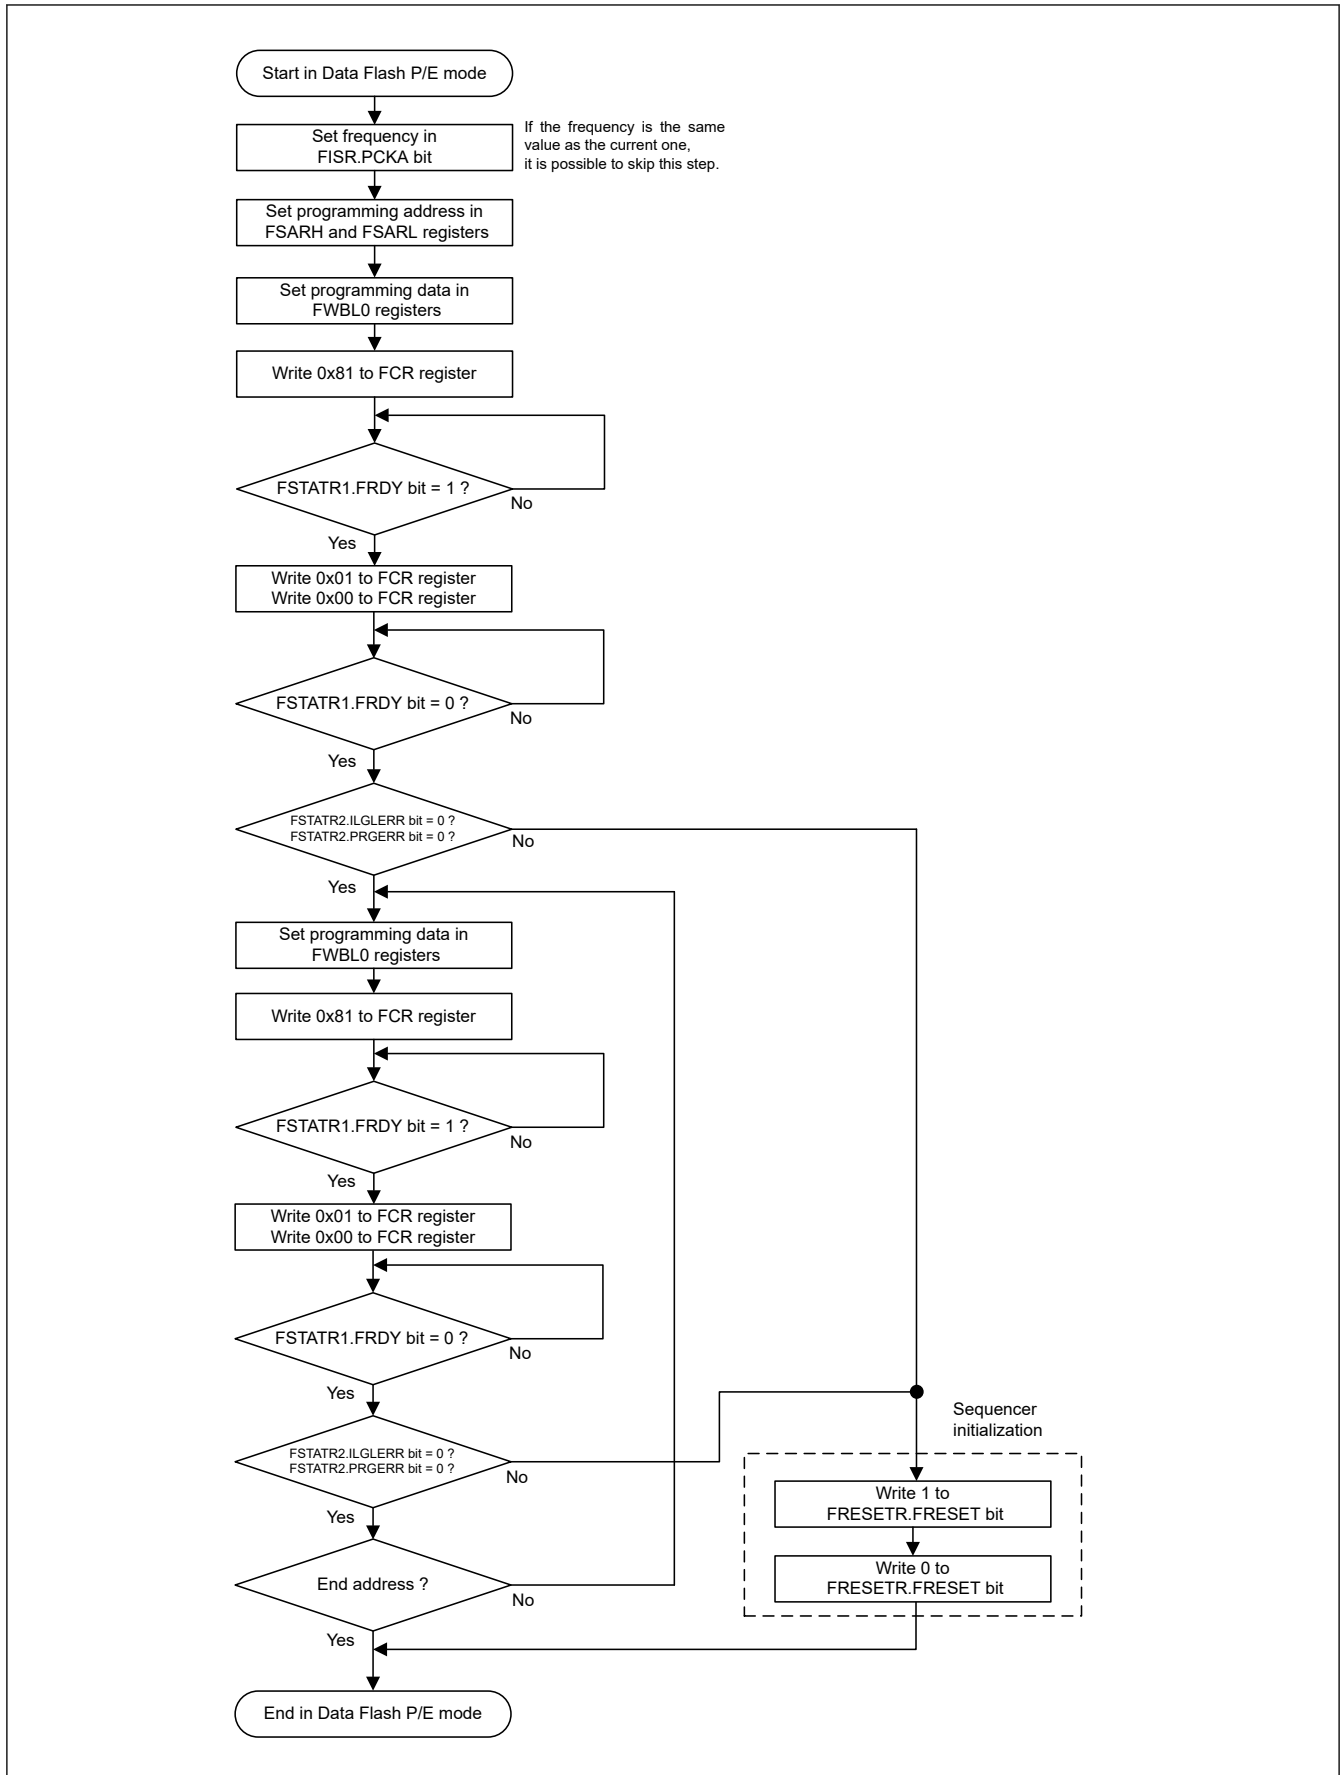 Start in Data Flash P/E mode
Set frequency in
FISR.PCKA bit
If the frequency is the same
value as the current one,
it is possible to skip this step.
Set programming address in
FSARH and FSARL registers
Set programming data in
FWBL0 registers
Write 0x81 to FCR register
FSTATR1.FRDY bit = 1 ?
No
Yes
Write 0x01 to FCR register
Write 0x00 to FCR register
FSTATR1.FRDY bit = 0 ?
No
Yes
FSTATR2.ILGLERR bit = 0 ?
FSTATR2.PRGERR bit = 0 ?
No
Yes
Set programming data in
FWBL0 registers
Write 0x81 to FCR register
FSTATR1.FRDY bit = 1 ?
No
Yes
Write 0x01 to FCR register
Write 0x00 to FCR register
FSTATR1.FRDY bit = 0 ?
No
Yes
FSTATR2.ILGLERR bit = 0 ?
FSTATR2.PRGERR bit = 0 ?
No
Yes
Sequencer
initialization
Write 1 to
FRESETR.FRESET bit
Write 0 to
FRESETR.FRESET bit
End address ?
No
Yes
End in Data Flash P/E mode